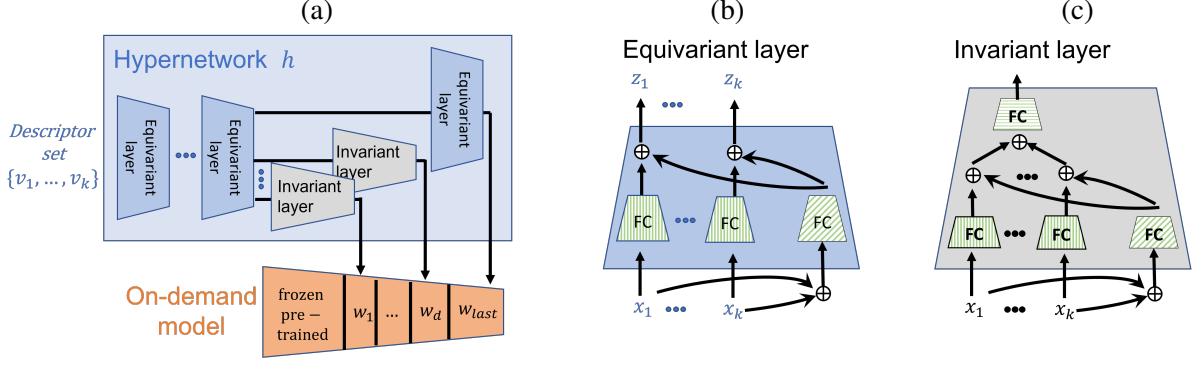 (a)
Hypernetwork h
Descriptor
set
{v₁, …, vₖ}
Equivariant
layer
•••
Equivariant
layer
Equivariant
layer
Invariant
layer
Invariant
layer
On-demand
model
frozen
pre –
trained
w₁
...
w_d
w_last
(b)
Equivariant layer
z₁
•••
zₖ
⊕
⊕
FC
•••
FC
FC
⊕
x₁
•••
xₖ
(c)
Invariant layer
FC
⊕
⊕
•••
⊕
FC
•••
FC
FC
⊕
x₁
•••
xₖ